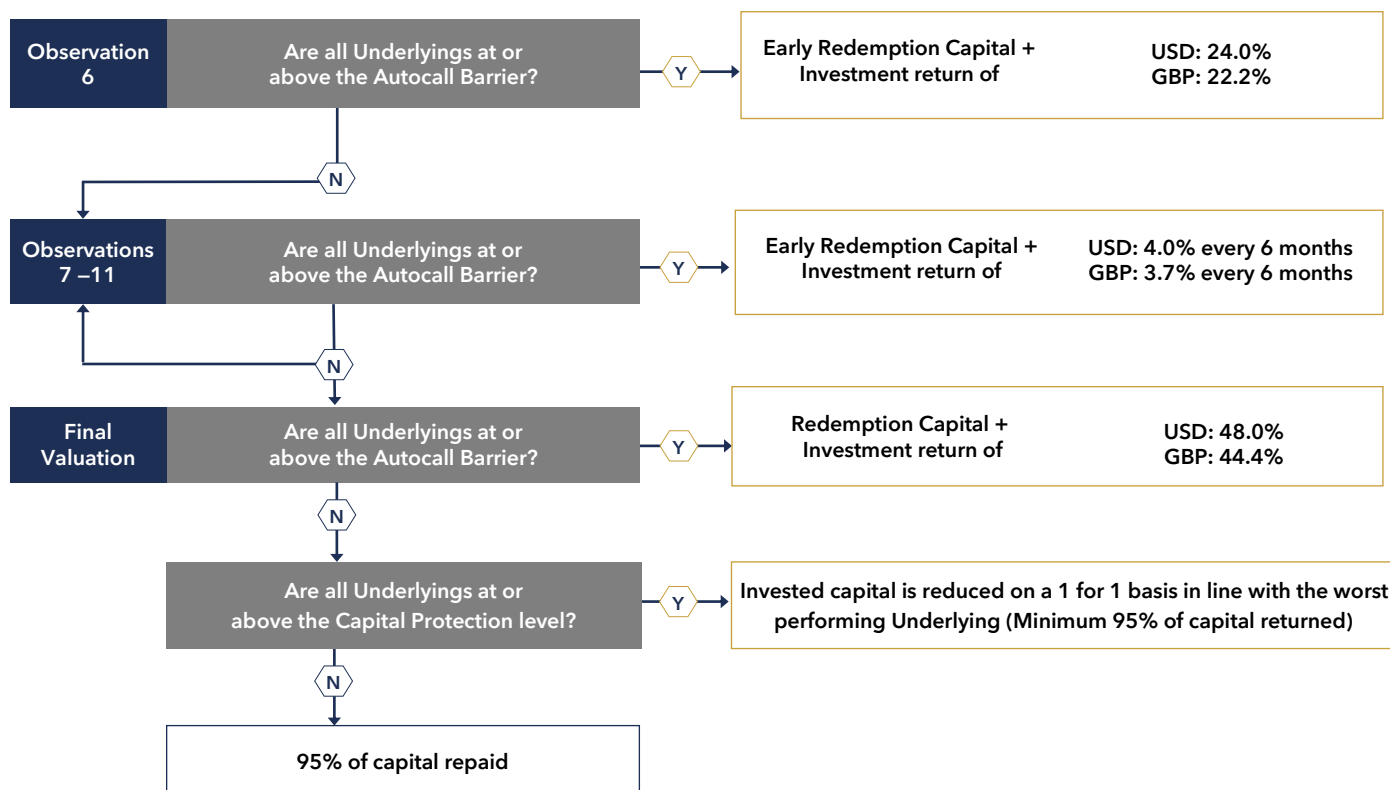 Observation
6
Are all Underlyings at or
above the Autocall Barrier?
Y
Early Redemption Capital +
Investment return of
USD: 24.0%
GBP: 22.2%
N
Observations
7 –11
Are all Underlyings at or
above the Autocall Barrier?
Y
Early Redemption Capital +
Investment return of
USD: 4.0% every 6 months
GBP: 3.7% every 6 months
N
Final
Valuation
Are all Underlyings at or
above the Autocall Barrier?
Y
Redemption Capital +
Investment return of
USD: 48.0%
GBP: 44.4%
N
Are all Underlyings at or
above the Capital Protection level?
Y
Invested capital is reduced on a 1 for 1 basis in line with the worst
performing Underlying (Minimum 95% of capital returned)
N
95% of capital repaid